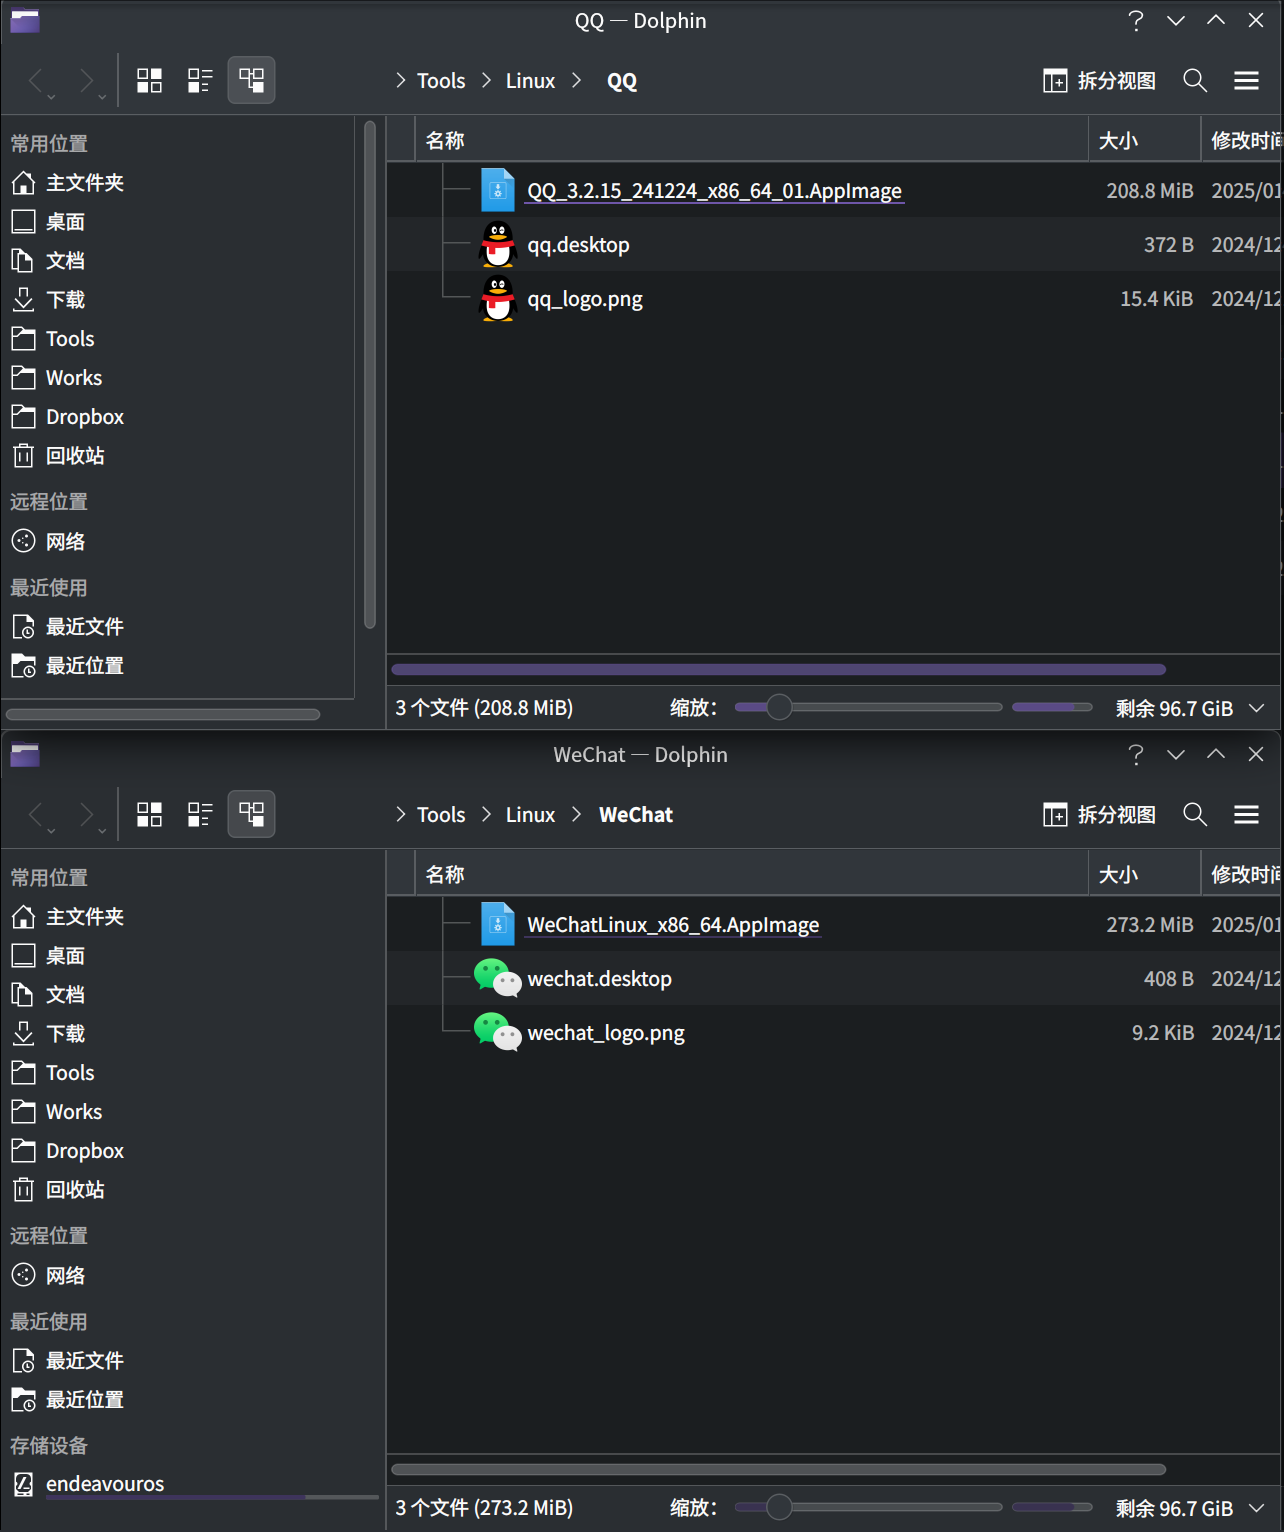 QQ — Dolphin
Tools Linux QQ 拆分视图
常用位置
主文件夹
桌面
文档
下载
Tools
Works
Dropbox
回收站
远程位置
网络
最近使用
最近文件
最近位置
名称 大小 修改时间
QQ_3.2.15_241224_x86_64_01.AppImage 208.8 MiB 2025/01
qq.desktop 372 B 2024/12
qq_logo.png 15.4 KiB 2024/12
3 个文件 (208.8 MiB) 缩放： 剩余 96.7 GiB
WeChat — Dolphin
Tools Linux WeChat 拆分视图
常用位置
主文件夹
桌面
文档
下载
Tools
Works
Dropbox
回收站
远程位置
网络
最近使用
最近文件
最近位置
存储设备
endeavouros
名称 大小 修改时间
WeChatLinux_x86_64.AppImage 273.2 MiB 2025/01
wechat.desktop 408 B 2024/12
wechat_logo.png 9.2 KiB 2024/12
3 个文件 (273.2 MiB) 缩放： 剩余 96.7 GiB